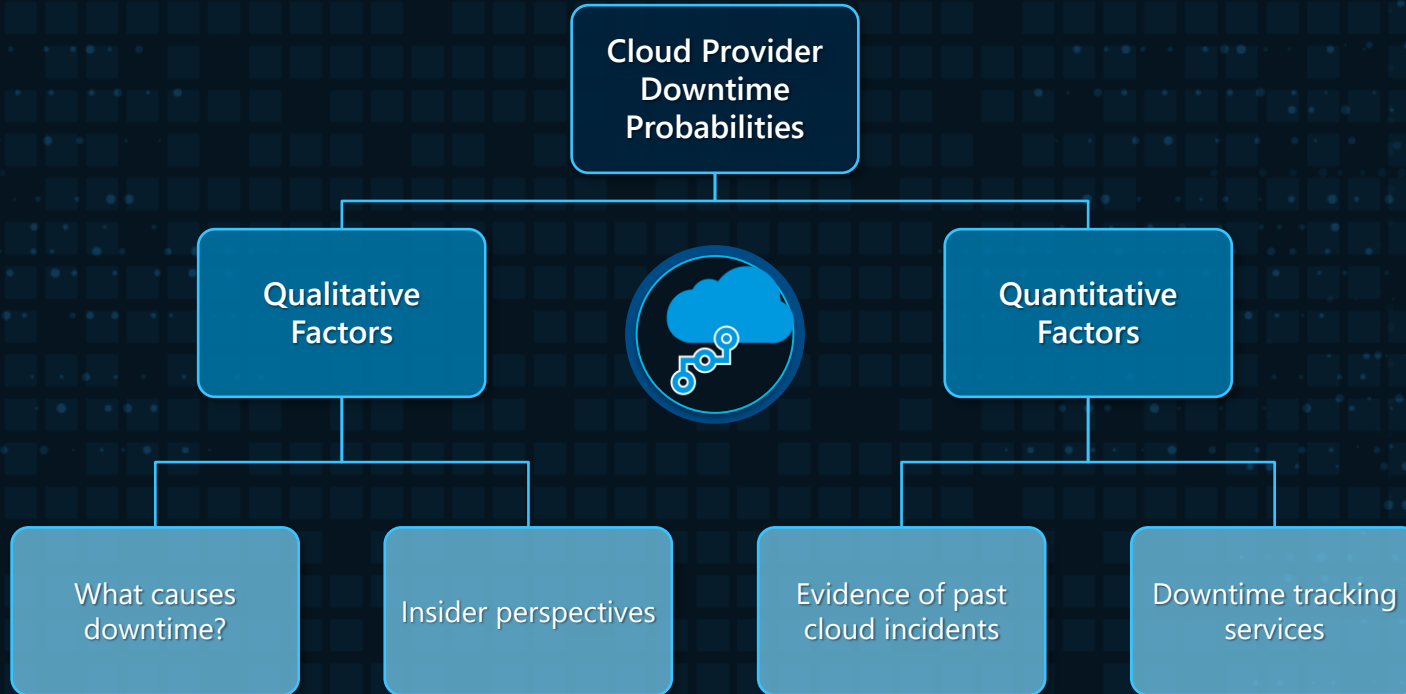 Cloud Provider
Downtime
Probabilities
Qualitative
Factors
Quantitative
Factors
What causes
downtime?
Insider perspectives
Evidence of past
cloud incidents
Downtime tracking
services